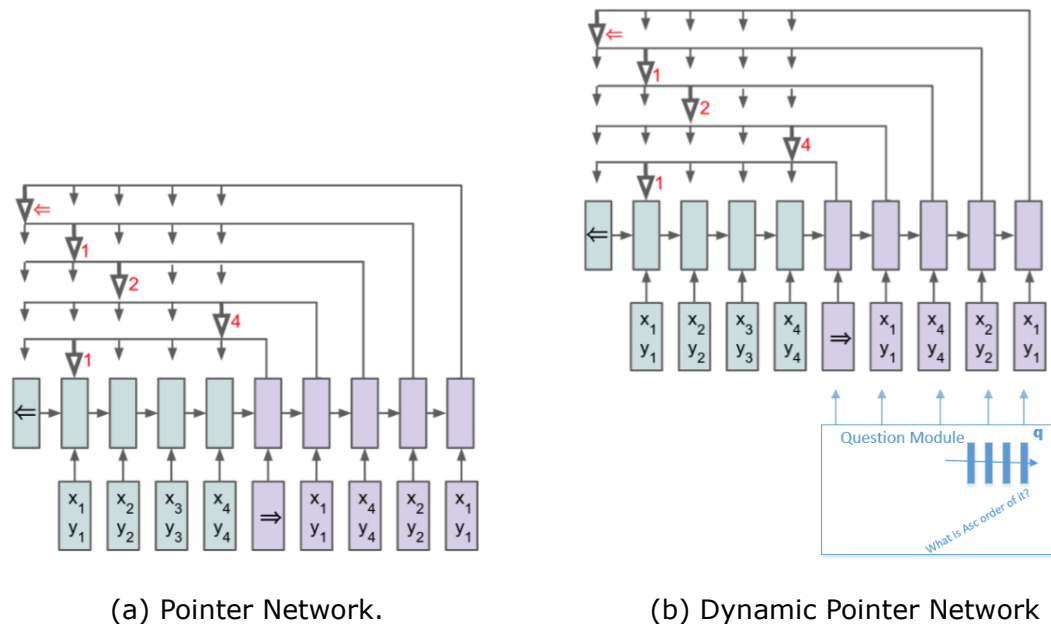 ⇐
1
2
4
1
⇐
x1 x2 x3 x4 ⇒ x1 x4 x2 x1
y1 y2 y3 y4 y1 y4 y2 y1
(a) Pointer Network.
⇐
1
2
4
1
⇐
x1 x2 x3 x4 ⇒ x1 x4 x2 x1
y1 y2 y3 y4 y1 y4 y2 y1
Question Module q
What is Asc order of it?
(b) Dynamic Pointer Network